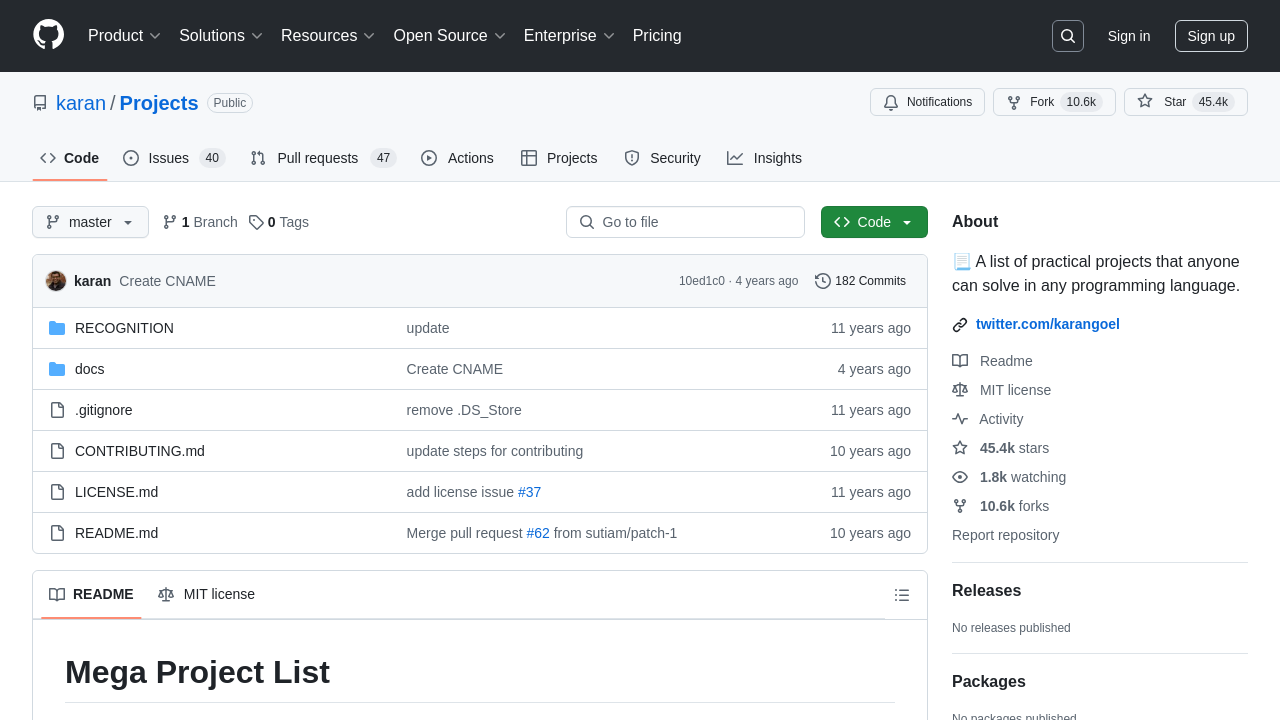 Product Solutions Resources Open Source Enterprise Pricing Sign in Sign up
karan / Projects Public Notifications Fork 10.6k Star 45.4k
Code Issues 40 Pull requests 47 Actions Projects Security Insights
master 1 Branch 0 Tags Go to file Code
karan Create CNAME 10ed1c0 · 4 years ago 182 Commits
RECOGNITION update 11 years ago
docs Create CNAME 4 years ago
.gitignore remove .DS_Store 11 years ago
CONTRIBUTING.md update steps for contributing 10 years ago
LICENSE.md add license issue #37 11 years ago
README.md Merge pull request #62 from sutiam/patch-1 10 years ago
README MIT license
Mega Project List
About
📃 A list of practical projects that anyone
can solve in any programming language.
twitter.com/karangoel
Readme
MIT license
Activity
45.4k stars
1.8k watching
10.6k forks
Report repository
Releases
No releases published
Packages
No packages published